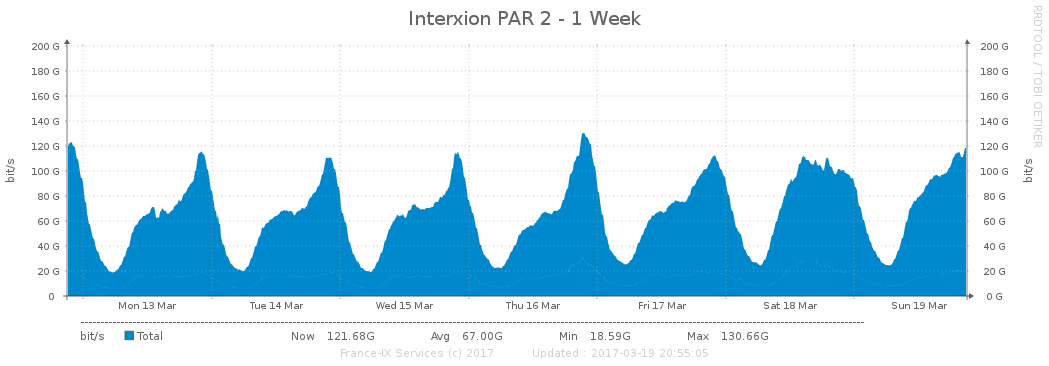 Interxion PAR 2 - 1 Week
RRDTOOL / TOBI OETIKER
200 G 200 G
180 G 180 G
160 G 160 G
140 G 140 G
120 G 120 G
100 G 100 G
80 G 80 G
60 G 60 G
40 G 40 G
20 G 20 G
0 0 G
bit/s bit/s
Mon 13 Mar Tue 14 Mar Wed 15 Mar Thu 16 Mar Fri 17 Mar Sat 18 Mar Sun 19 Mar
bit/s Total Now 121.68G Avg 67.00G Min 18.59G Max 130.66G
France-IX Services (c) 2017 Updated : 2017-03-19 20:55:05